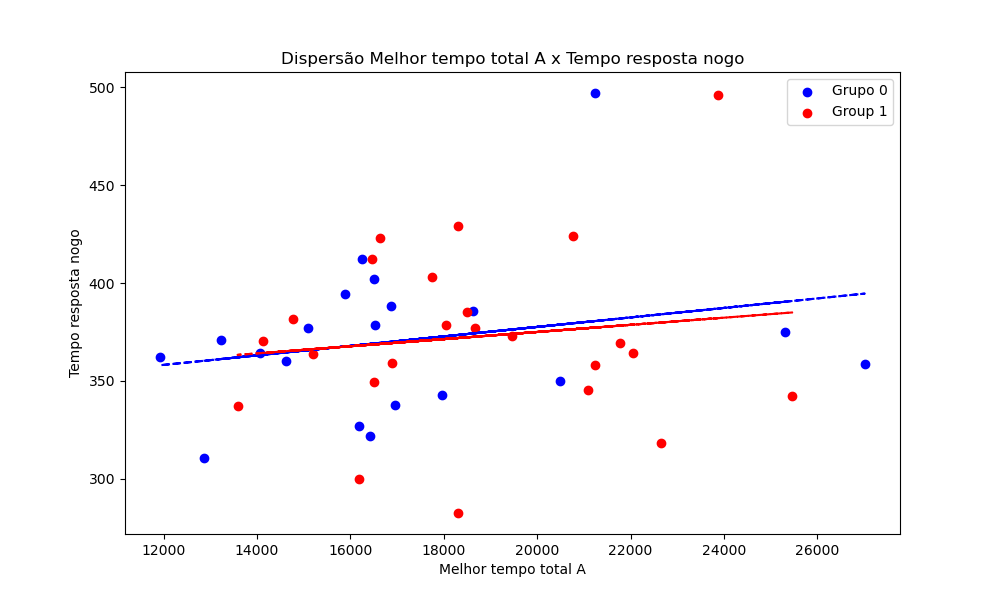 Dispersão Melhor tempo total A x Tempo resposta nogo
Grupo 0
Group 1
500
450
400
350
300
Tempo resposta nogo
12000 14000 16000 18000 20000 22000 24000 26000
Melhor tempo total A